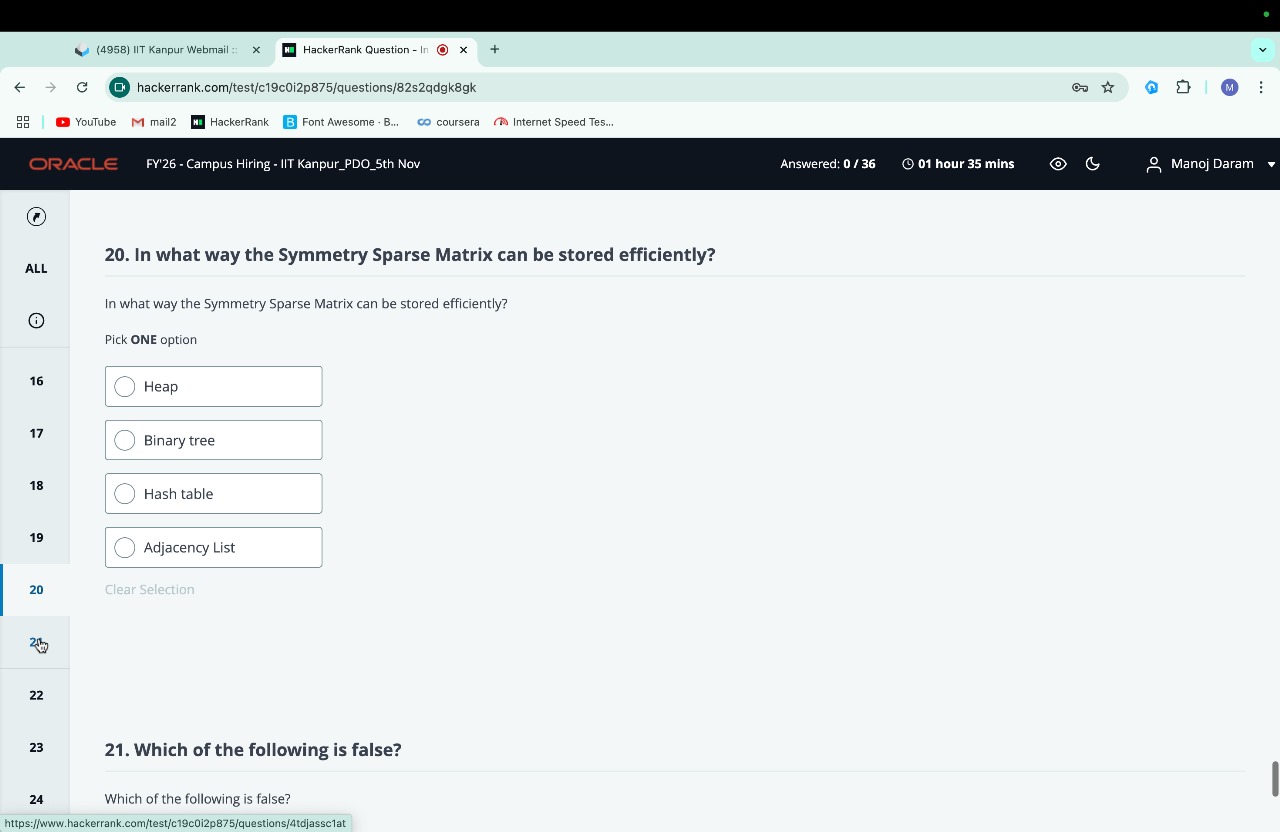 (4958) IIT Kanpur Webmail ::
HackerRank Question - In
hackerrank.com/test/c19c0i2p875/questions/82s2qdgk8gk
M
YouTube
mail2
HackerRank
Font Awesome · B...
coursera
Internet Speed Tes...
ORACLE
FY'26 - Campus Hiring - IIT Kanpur_PDO_5th Nov
Answered: 0 / 36
01 hour 35 mins
Manoj Daram
ALL
16
17
18
19
20
22
23
24
20. In what way the Symmetry Sparse Matrix can be stored efficiently?
In what way the Symmetry Sparse Matrix can be stored efficiently?
Pick ONE option
Heap
Binary tree
Hash table
Adjacency List
Clear Selection
21. Which of the following is false?
Which of the following is false?
https://www.hackerrank.com/test/c19c0i2p875/questions/4tdjassc1at